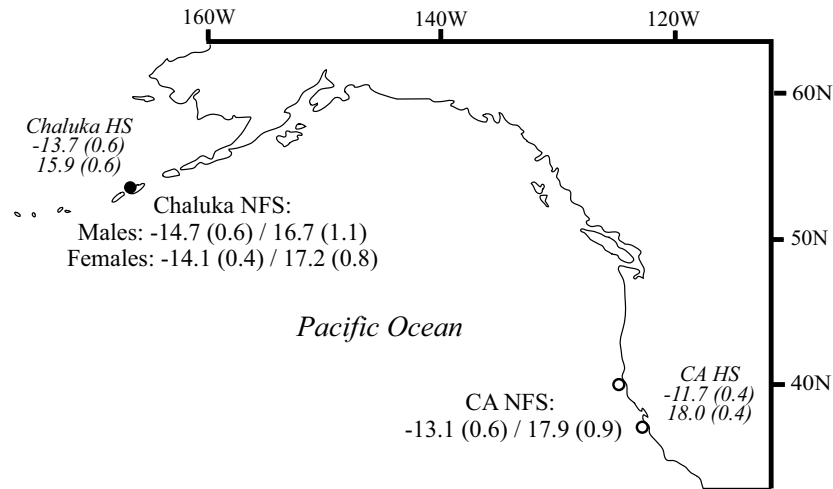 160W
140W
120W
60N
Chaluka HS
-13.7 (0.6)
15.9 (0.6)
Chaluka NFS:
Males: -14.7 (0.6) / 16.7 (1.1)
Females: -14.1 (0.4) / 17.2 (0.8)
50N
Pacific Ocean
40N
CA HS
-11.7 (0.4)
18.0 (0.4)
CA NFS:
-13.1 (0.6) / 17.9 (0.9)